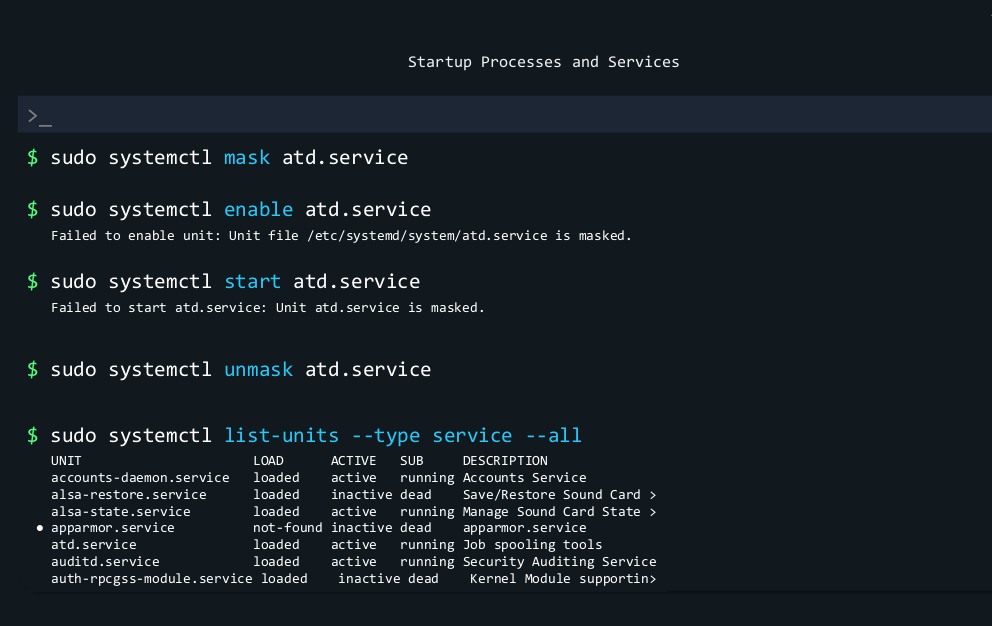 Startup Processes and Services
>_
$ sudo systemctl mask atd.service
$ sudo systemctl enable atd.service
Failed to enable unit: Unit file /etc/systemd/system/atd.service is masked.
$ sudo systemctl start atd.service
Failed to start atd.service: Unit atd.service is masked.
$ sudo systemctl unmask atd.service
$ sudo systemctl list-units --type service --all
UNIT LOAD ACTIVE SUB DESCRIPTION
accounts-daemon.service loaded active running Accounts Service
alsa-restore.service loaded inactive dead Save/Restore Sound Card >
alsa-state.service loaded active running Manage Sound Card State >
● apparmor.service not-found inactive dead apparmor.service
atd.service loaded active running Job spooling tools
auditd.service loaded active running Security Auditing Service
auth-rpcgss-module.service loaded inactive dead Kernel Module supportin>